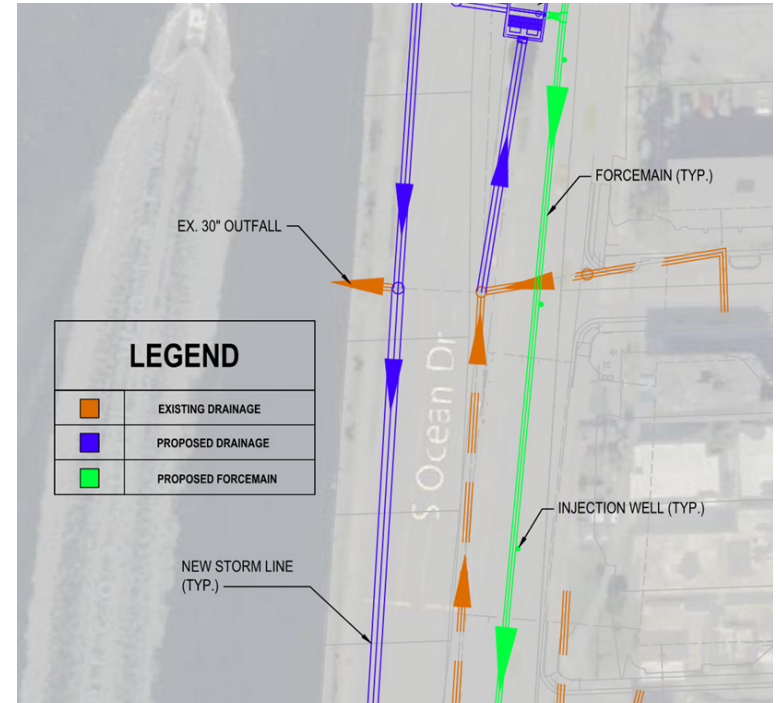 FORCEMAIN (TYP.)
EX. 30" OUTFALL
LEGEND
EXISTING DRAINAGE
PROPOSED DRAINAGE
PROPOSED FORCEMAIN
S Ocean Dr
INJECTION WELL (TYP.)
NEW STORM LINE
(TYP.)